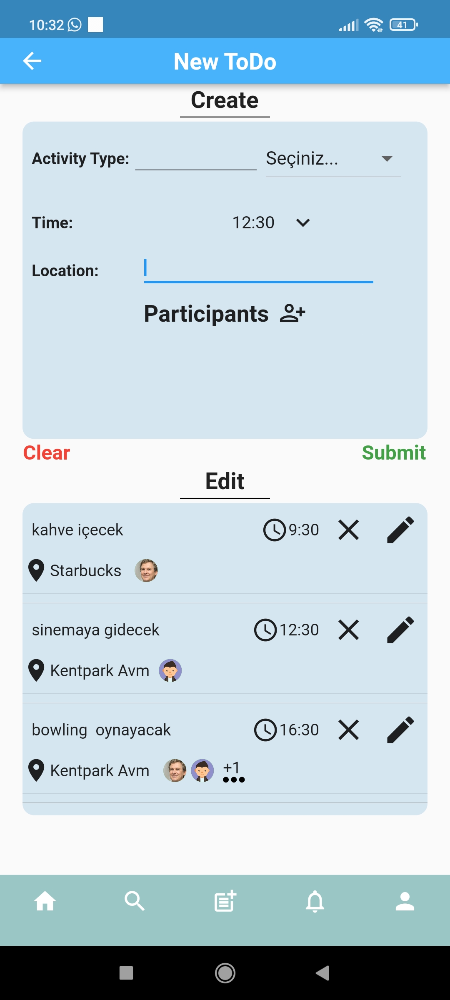 10:32 41
New ToDo
Create
Activity Type: Seçiniz...
Time: 12:30
Location:
Participants
Clear Submit
Edit
kahve içecek 9:30
Starbucks
sinemaya gidecek 12:30
Kentpark Avm
bowling  oynayacak 16:30
Kentpark Avm +1